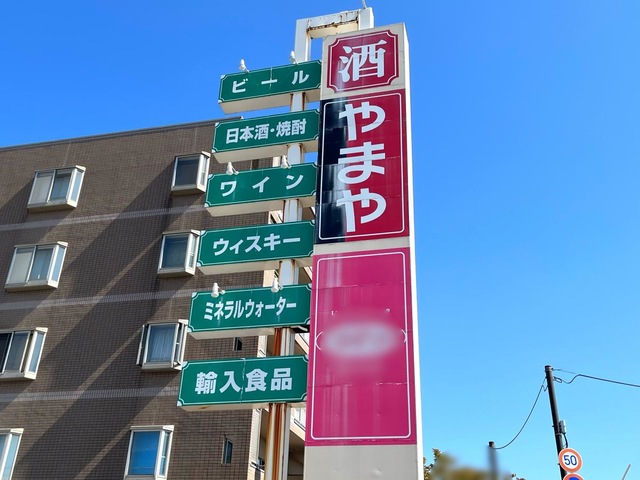 酒
やまや
ビール
日本酒・焼酎
ワイン
ウィスキー
ミネラルウォーター
輸入食品
50